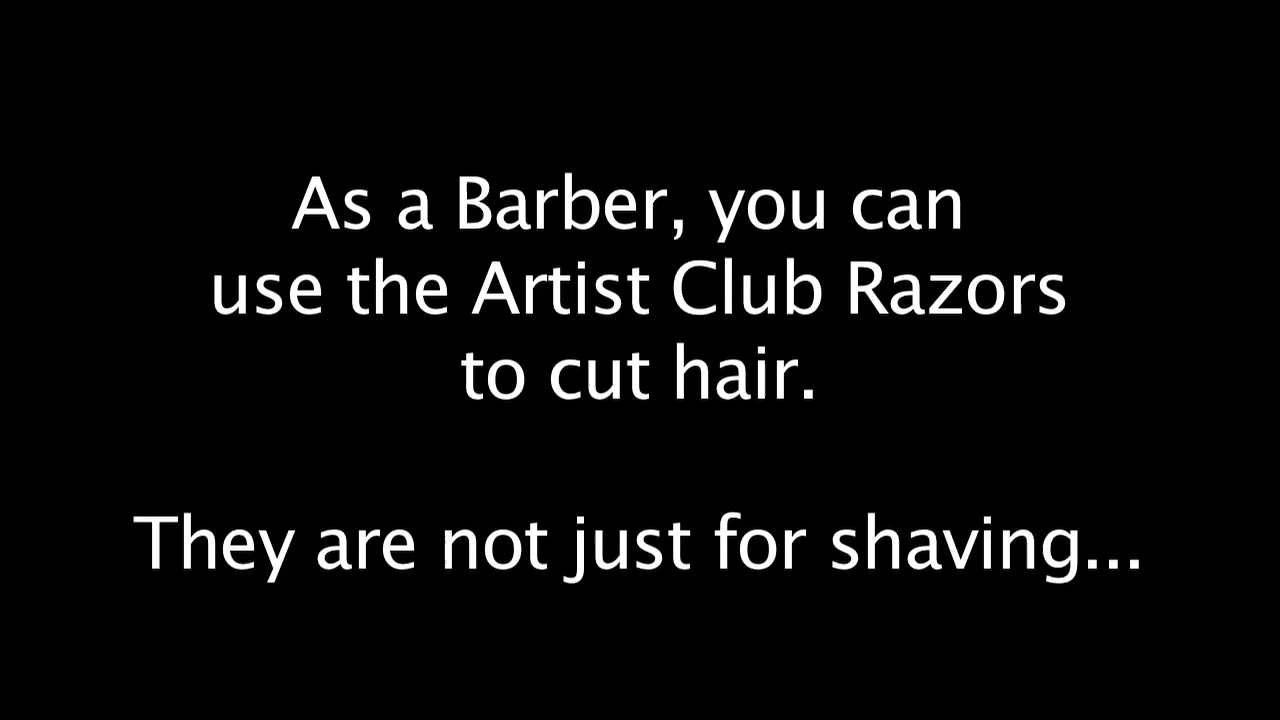 As a Barber, you can
use the Artist Club Razors
to cut hair.
They are not just for shaving...